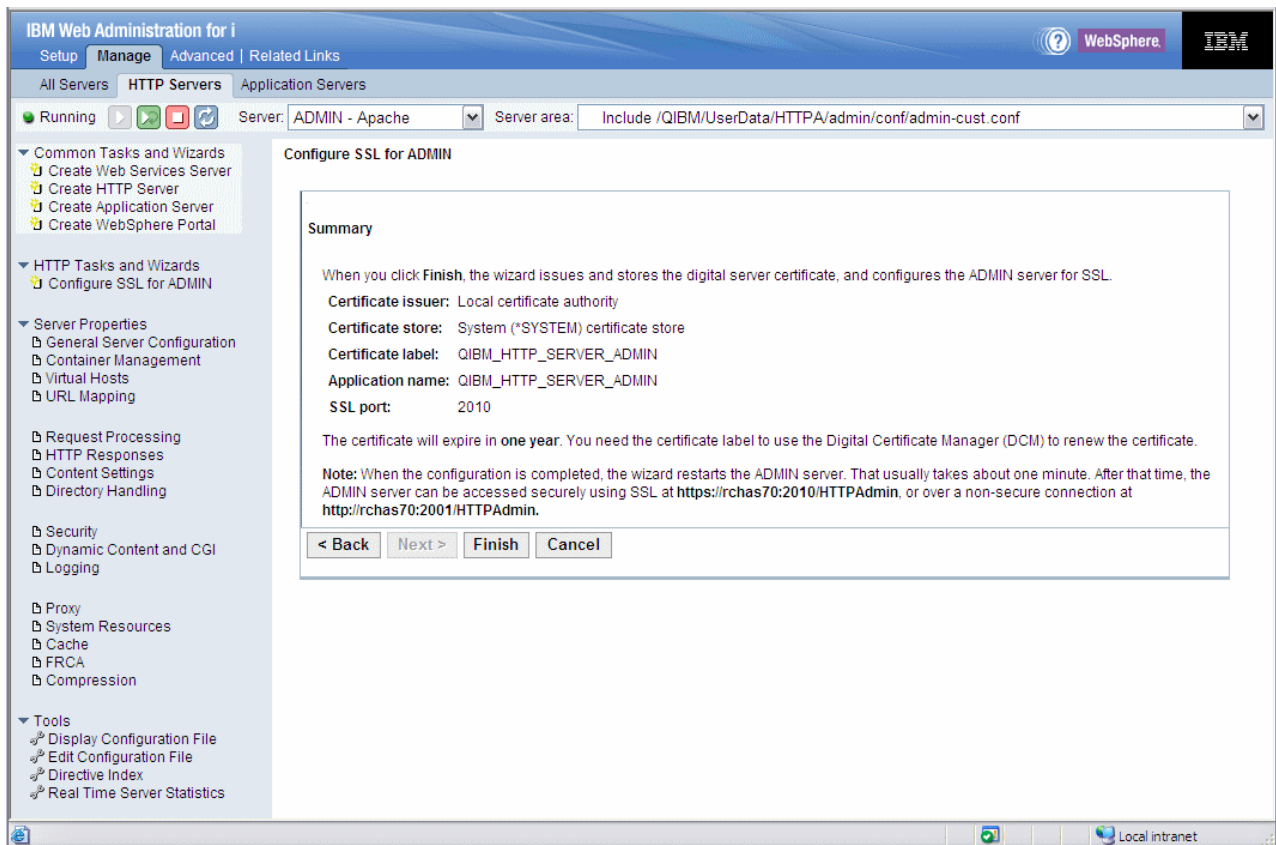 IBM Web Administration for i
Setup Manage Advanced | Related Links
WebSphere.
IBM
All Servers HTTP Servers Application Servers
Running Server: ADMIN - Apache Server area: Include /QIBM/UserData/HTTPA/admin/conf/admin-cust.conf
Common Tasks and Wizards
Create Web Services Server
Create HTTP Server
Create Application Server
Create WebSphere Portal
HTTP Tasks and Wizards
Configure SSL for ADMIN
Server Properties
General Server Configuration
Container Management
Virtual Hosts
URL Mapping
Request Processing
HTTP Responses
Content Settings
Directory Handling
Security
Dynamic Content and CGI
Logging
Proxy
System Resources
Cache
FRCA
Compression
Tools
Display Configuration File
Edit Configuration File
Directive Index
Real Time Server Statistics
Configure SSL for ADMIN
Summary
When you click Finish, the wizard issues and stores the digital server certificate, and configures the ADMIN server for SSL.
Certificate issuer: Local certificate authority
Certificate store: System (*SYSTEM) certificate store
Certificate label: QIBM_HTTP_SERVER_ADMIN
Application name: QIBM_HTTP_SERVER_ADMIN
SSL port: 2010
The certificate will expire in one year. You need the certificate label to use the Digital Certificate Manager (DCM) to renew the certificate.
Note: When the configuration is completed, the wizard restarts the ADMIN server. That usually takes about one minute. After that time, the
ADMIN server can be accessed securely using SSL at https://rchas70:2010/HTTPAdmin, or over a non-secure connection at
http://rchas70:2001/HTTPAdmin.
< Back Next > Finish Cancel
Local intranet